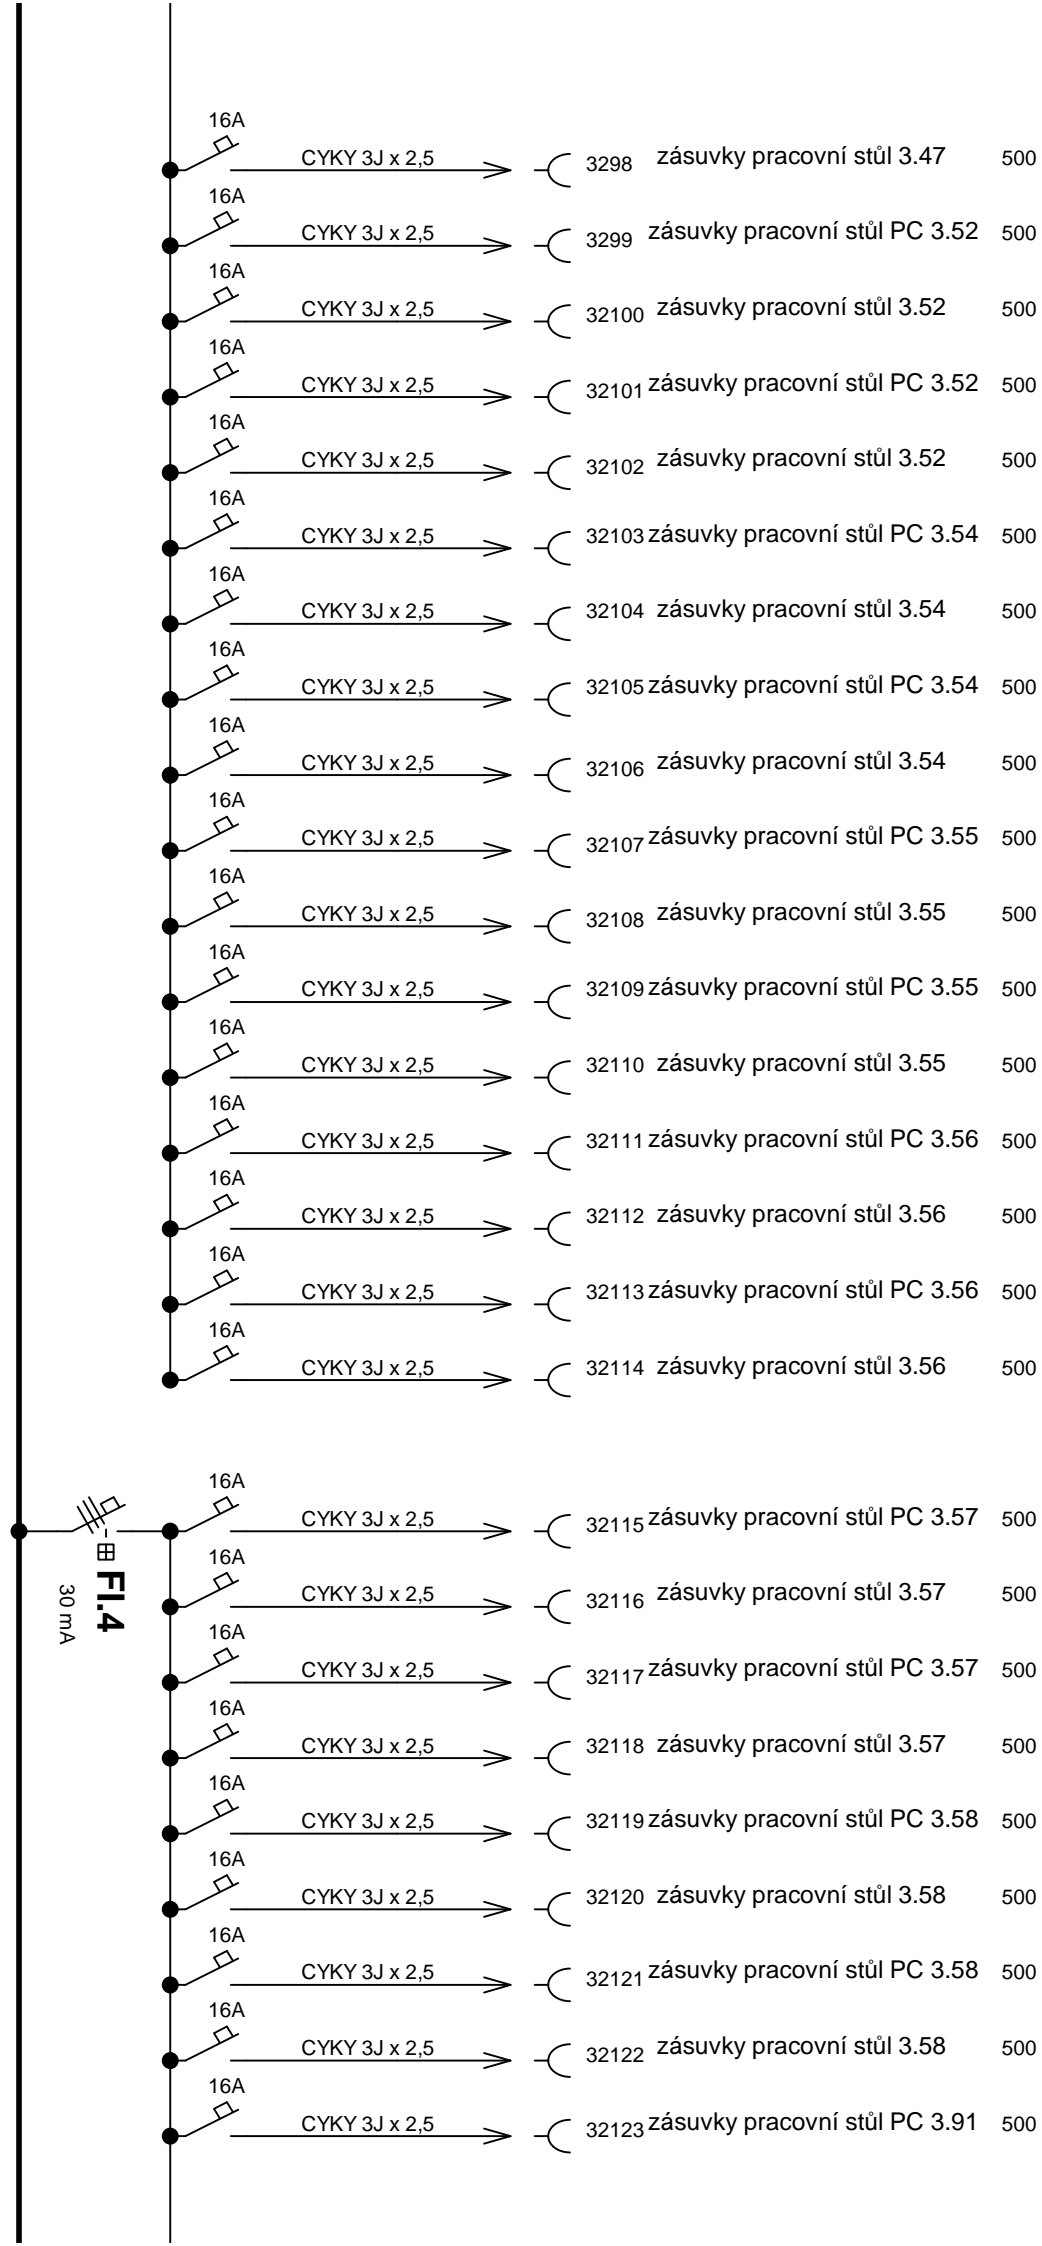 16A
CYKY 3J x 2,5 3298 zásuvky pracovní stůl 3.47 500
16A
CYKY 3J x 2,5 3299 zásuvky pracovní stůl PC 3.52 500
16A
CYKY 3J x 2,5 32100 zásuvky pracovní stůl 3.52 500
16A
CYKY 3J x 2,5 32101 zásuvky pracovní stůl PC 3.52 500
16A
CYKY 3J x 2,5 32102 zásuvky pracovní stůl 3.52 500
16A
CYKY 3J x 2,5 32103 zásuvky pracovní stůl PC 3.54 500
16A
CYKY 3J x 2,5 32104 zásuvky pracovní stůl 3.54 500
16A
CYKY 3J x 2,5 32105 zásuvky pracovní stůl PC 3.54 500
16A
CYKY 3J x 2,5 32106 zásuvky pracovní stůl 3.54 500
16A
CYKY 3J x 2,5 32107 zásuvky pracovní stůl PC 3.55 500
16A
CYKY 3J x 2,5 32108 zásuvky pracovní stůl 3.55 500
16A
CYKY 3J x 2,5 32109 zásuvky pracovní stůl PC 3.55 500
16A
CYKY 3J x 2,5 32110 zásuvky pracovní stůl 3.55 500
16A
CYKY 3J x 2,5 32111 zásuvky pracovní stůl PC 3.56 500
16A
CYKY 3J x 2,5 32112 zásuvky pracovní stůl 3.56 500
16A
CYKY 3J x 2,5 32113 zásuvky pracovní stůl PC 3.56 500
16A
CYKY 3J x 2,5 32114 zásuvky pracovní stůl 3.56 500
FI.4
30 mA
16A
CYKY 3J x 2,5 32115 zásuvky pracovní stůl PC 3.57 500
16A
CYKY 3J x 2,5 32116 zásuvky pracovní stůl 3.57 500
16A
CYKY 3J x 2,5 32117 zásuvky pracovní stůl PC 3.57 500
16A
CYKY 3J x 2,5 32118 zásuvky pracovní stůl 3.57 500
16A
CYKY 3J x 2,5 32119 zásuvky pracovní stůl PC 3.58 500
16A
CYKY 3J x 2,5 32120 zásuvky pracovní stůl 3.58 500
16A
CYKY 3J x 2,5 32121 zásuvky pracovní stůl PC 3.58 500
16A
CYKY 3J x 2,5 32122 zásuvky pracovní stůl 3.58 500
16A
CYKY 3J x 2,5 32123 zásuvky pracovní stůl PC 3.91 500